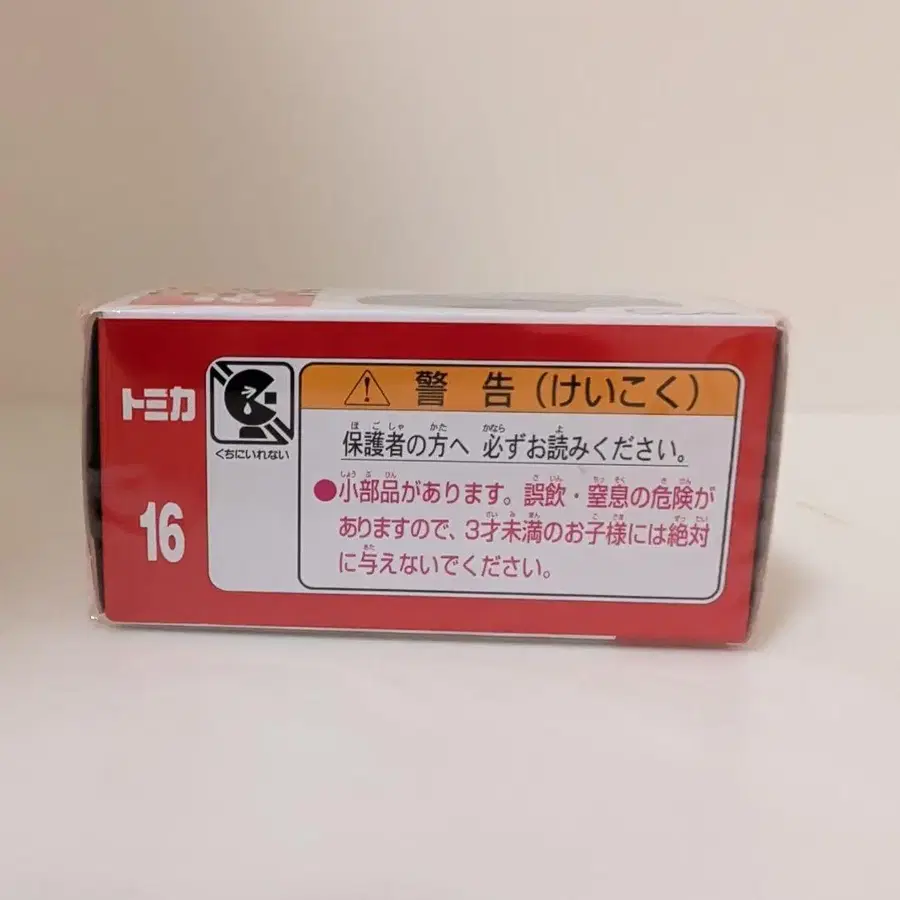 トミカ
16
くちにいれない
警告(けいこく)
保護者の方へ 必ずお読みください。
●小部品があります。誤飲・窒息の危険が
ありますので、3才未満のお子様には絶対
に与えないでください。